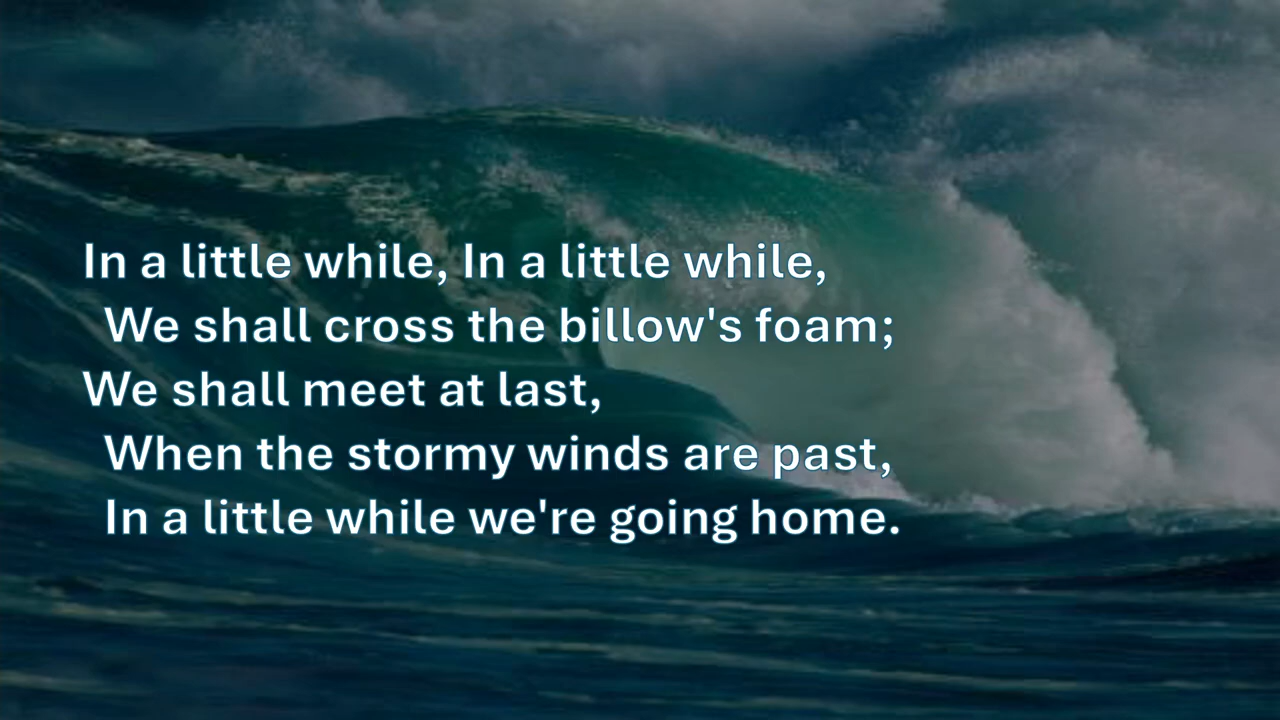 In a little while, In a little while,
We shall cross the billow's foam;
We shall meet at last,
When the stormy winds are past,
In a little while we're going home.